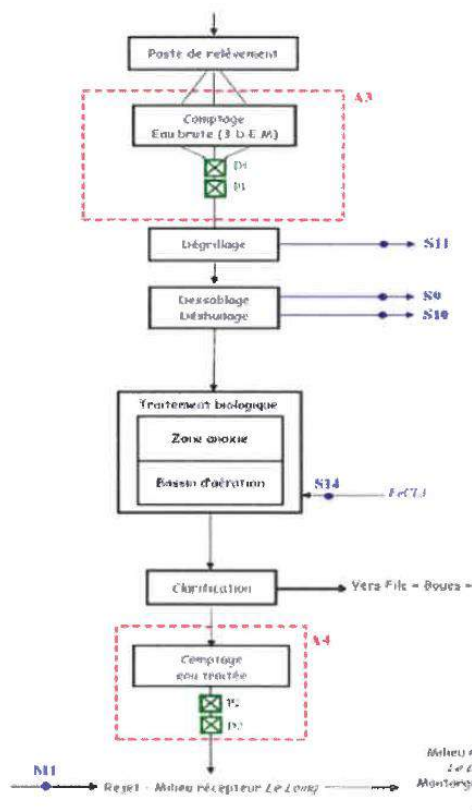 Poste de relèvement
A3
Comptage
Eau brute (3 D E M)
D1
P1
Dégrillage
S11
Dessablage
Déshuilage
S9
S10
Traitement biologique
Zone anoxie
Bassin d'aération
S14
FeCl3
Clarification
Vers File « Boues »
A4
Comptage
eau traitée
P2
D2
Milieu
M1
Rejet - Milieu récepteur Le Loing